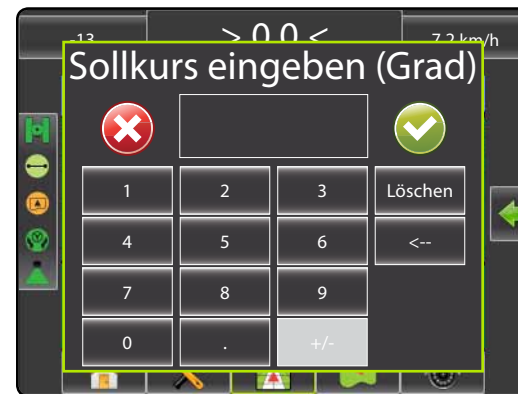 -13 > 0.0 < 7.2 km/h
Sollkurs eingeben (Grad)
1 2 3 Löschen
4 5 6 <--
7 8 9
0 . +/-